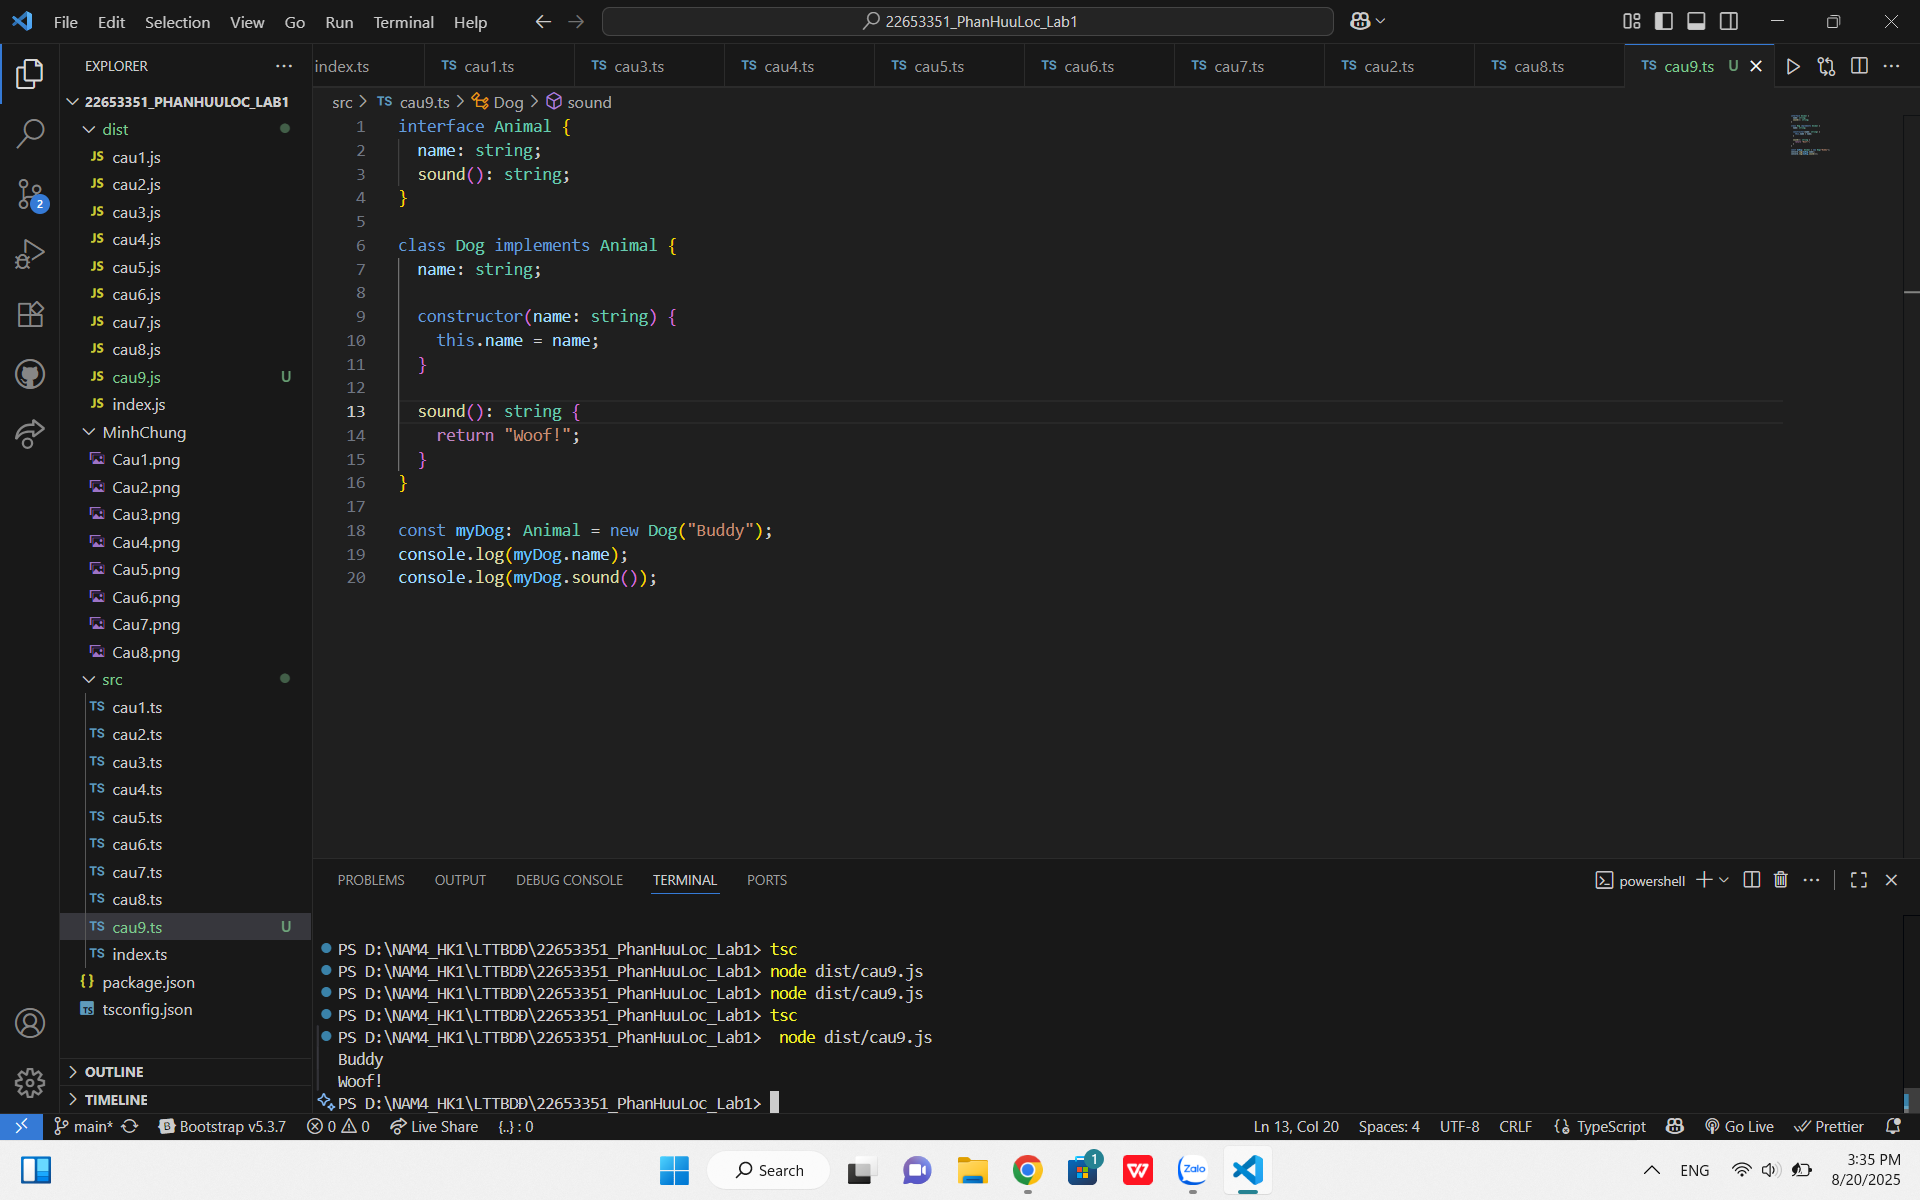 File Edit Selection View Go Run Terminal Help
22653351_PhanHuuLoc_Lab1
EXPLORER
22653351_PHANHUULOC_LAB1
dist
JS cau1.js
JS cau2.js
JS cau3.js
JS cau4.js
JS cau5.js
JS cau6.js
JS cau7.js
JS cau8.js
JS cau9.js U
JS index.js
MinhChung
Cau1.png
Cau2.png
Cau3.png
Cau4.png
Cau5.png
Cau6.png
Cau7.png
Cau8.png
src
TS cau1.ts
TS cau2.ts
TS cau3.ts
TS cau4.ts
TS cau5.ts
TS cau6.ts
TS cau7.ts
TS cau8.ts
TS cau9.ts U
TS index.ts
{} package.json
TS tsconfig.json
OUTLINE
TIMELINE
2
index.ts TS cau1.ts TS cau3.ts TS cau4.ts TS cau5.ts TS cau6.ts TS cau7.ts TS cau2.ts TS cau8.ts TS cau9.ts U
src > TS cau9.ts > Dog > sound
1 interface Animal {
2 name: string;
3 sound(): string;
4 }
5
6 class Dog implements Animal {
7 name: string;
8
9 constructor(name: string) {
10 this.name = name;
11 }
12
13 sound(): string {
14 return "Woof!";
15 }
16 }
17
18 const myDog: Animal = new Dog("Buddy");
19 console.log(myDog.name);
20 console.log(myDog.sound());
PROBLEMS OUTPUT DEBUG CONSOLE TERMINAL PORTS
powershell
PS D:\NAM4_HK1\LTTBDĐ\22653351_PhanHuuLoc_Lab1> tsc
PS D:\NAM4_HK1\LTTBDĐ\22653351_PhanHuuLoc_Lab1> node dist/cau9.js
PS D:\NAM4_HK1\LTTBDĐ\22653351_PhanHuuLoc_Lab1> node dist/cau9.js
PS D:\NAM4_HK1\LTTBDĐ\22653351_PhanHuuLoc_Lab1> tsc
PS D:\NAM4_HK1\LTTBDĐ\22653351_PhanHuuLoc_Lab1>  node dist/cau9.js
Buddy
Woof!
PS D:\NAM4_HK1\LTTBDĐ\22653351_PhanHuuLoc_Lab1>
main* B Bootstrap v5.3.7 0 0 Live Share {..} : 0 Ln 13, Col 20 Spaces: 4 UTF-8 CRLF {} TypeScript Go Live Prettier
Search 1 W Zalo ENG 3:35 PM
8/20/2025